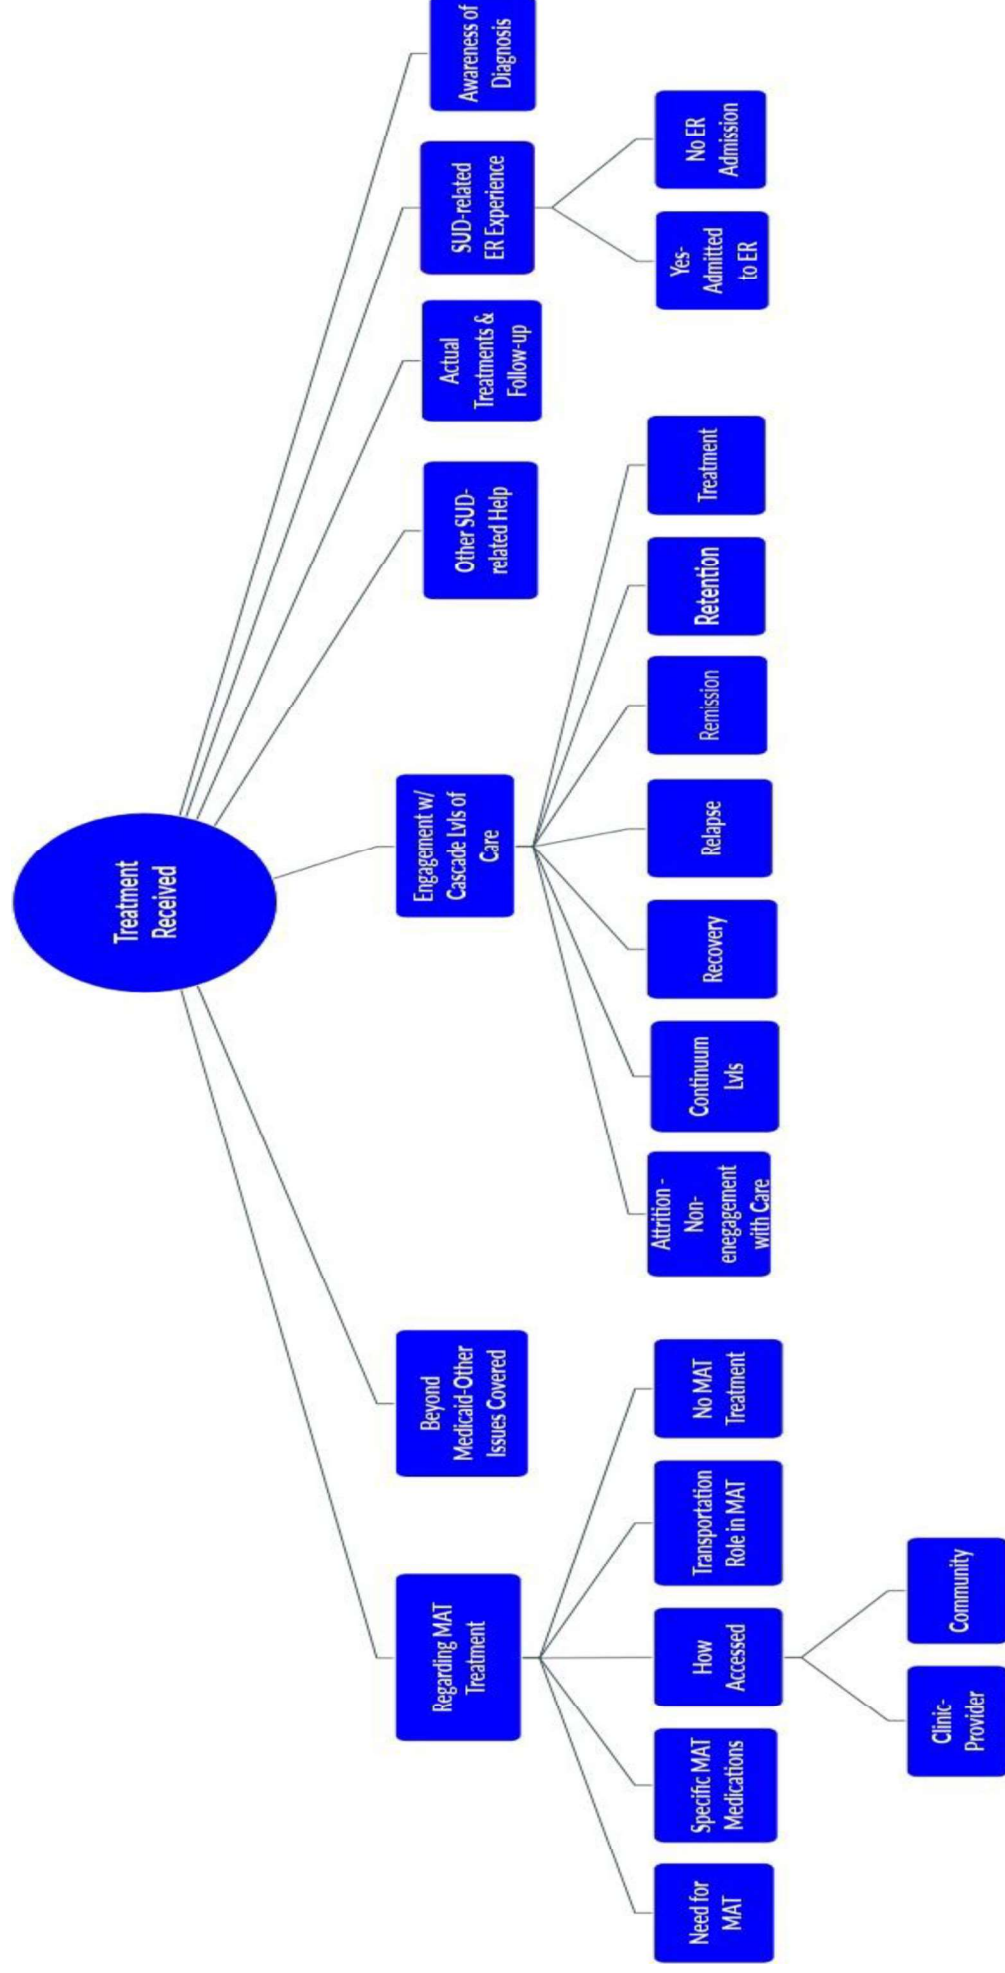 Treatment
Received
Regarding MAT
Treatment
Beyond
Medicaid-Other
Issues Covered
Engagement w/
Cascade Lvls of
Care
Other SUD-
related Help
Actual
Treatments &
Follow-up
SUD-related
ER Experience
Awareness of
Diagnosis
Need for
MAT
Specific MAT
Medications
How
Accessed
Transportation
Role in MAT
No MAT
Treatment
Attrition -
Non-
enegagement
with Care
Continuum
Lvls
Recovery
Relapse
Remission
Retention
Treatment
Yes-
Admitted
to ER
No ER
Admission
Clinic-
Provider
Community